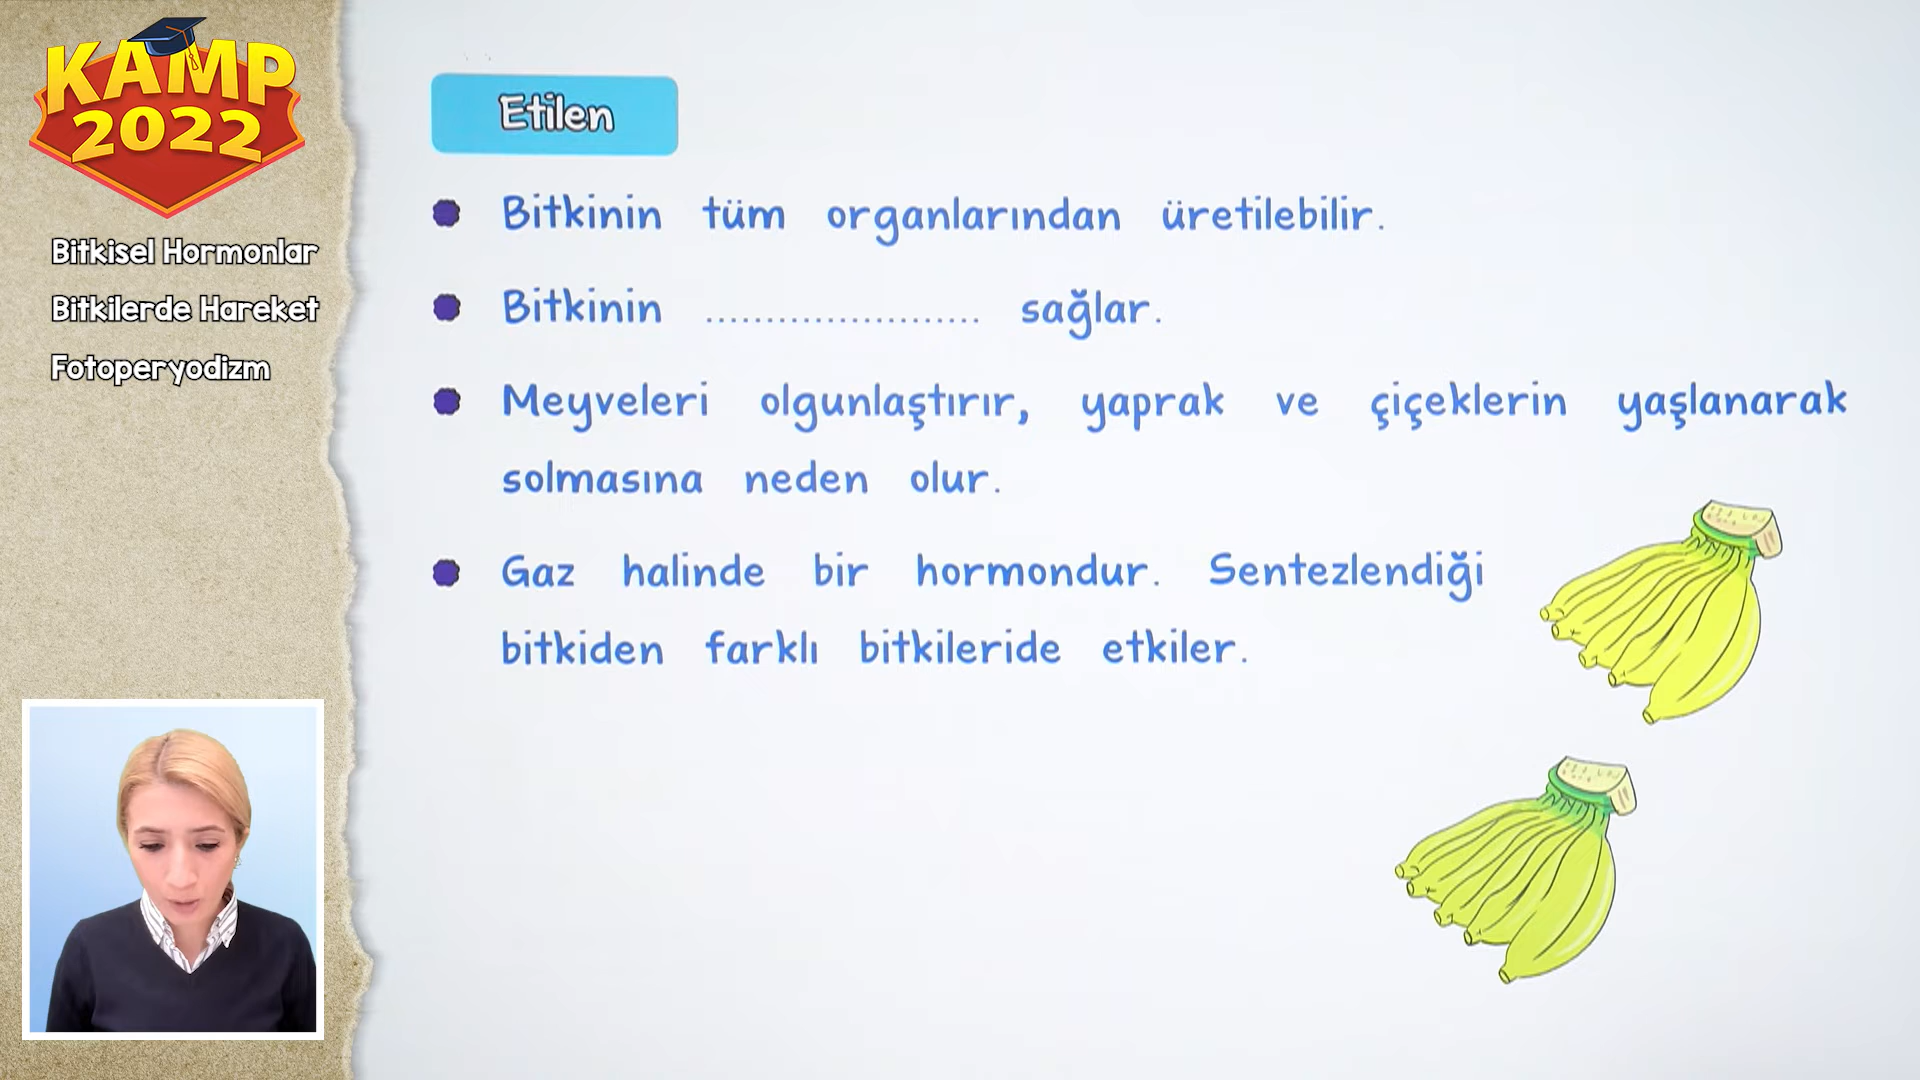 KAMP
2022
Bitkisel Hormonlar
Bitkilerde Hareket
Fotoperyodizm
Etilen
Bitkinin tüm organlarından üretilebilir.
Bitkinin ....................... sağlar.
Meyveleri olgunlaştırır, yaprak ve çiçeklerin yaşlanarak
solmasına neden olur.
Gaz halinde bir hormondur. Sentezlendiği
bitkiden farklı bitkileride etkiler.